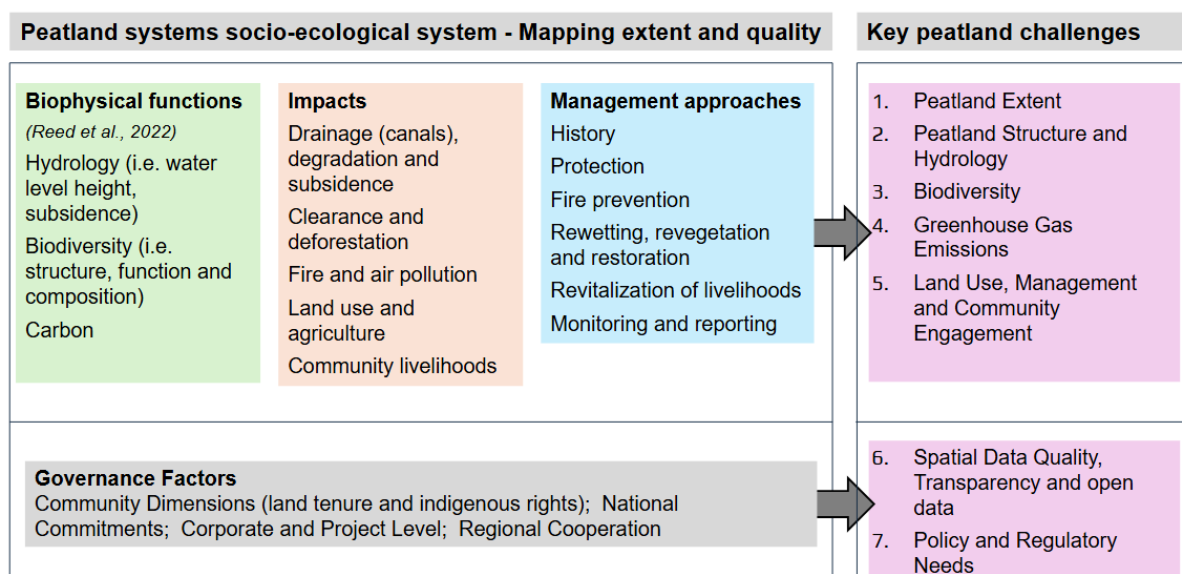 Peatland systems socio-ecological system - Mapping extent and quality
Key peatland challenges
Biophysical functions
(Reed et al., 2022)
Hydrology (i.e. water
level height,
subsidence)
Biodiversity (i.e.
structure, function and
composition)
Carbon
Impacts
Drainage (canals),
degradation and
subsidence
Clearance and
deforestation
Fire and air pollution
Land use and
agriculture
Community livelihoods
Management approaches
History
Protection
Fire prevention
Rewetting, revegetation
and restoration
Revitalization of livelihoods
Monitoring and reporting
1. Peatland Extent
2. Peatland Structure and
Hydrology
3. Biodiversity
4. Greenhouse Gas
Emissions
5. Land Use, Management
and Community
Engagement
Governance Factors
Community Dimensions (land tenure and indigenous rights); National
Commitments; Corporate and Project Level; Regional Cooperation
6. Spatial Data Quality,
Transparency and open
data
7. Policy and Regulatory
Needs